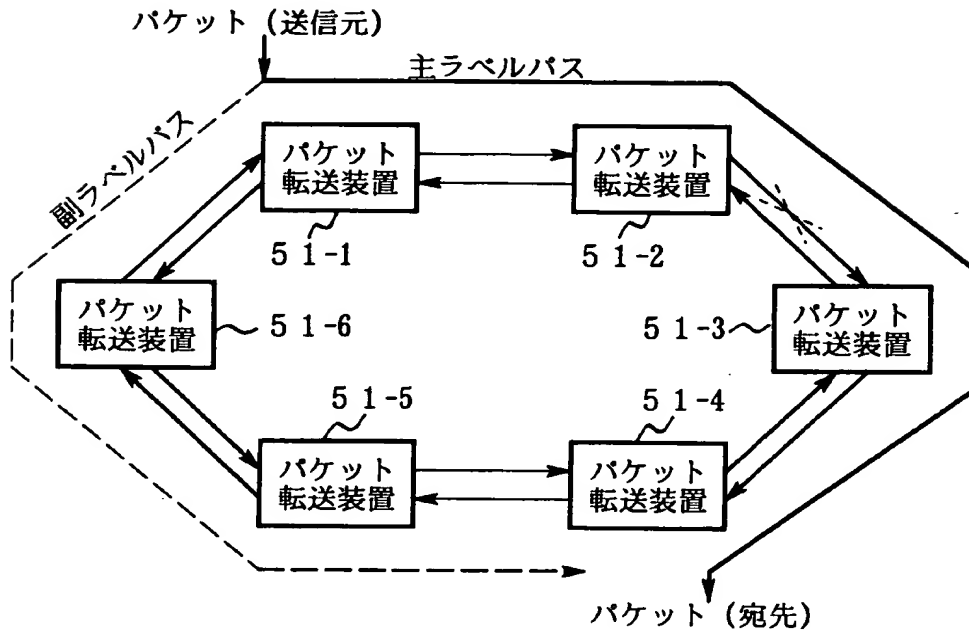 パケット (送信元)
主ラベルパス
副ラベルパス
パケット
転送装置
51-1
パケット
転送装置
51-2
パケット
転送装置
51-6
51-3
パケット
転送装置
51-5
パケット
転送装置
51-4
パケット
転送装置
パケット (宛先)